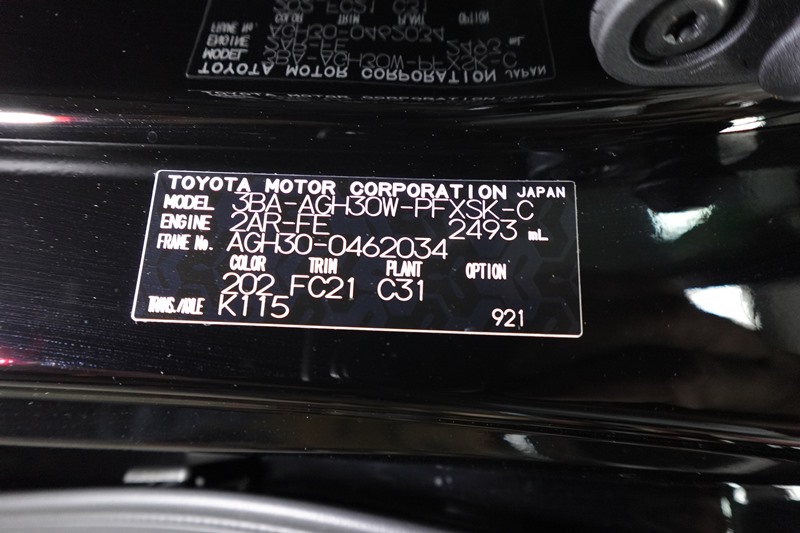 TOYOTA MOTOR CORPORATION JAPAN
MODEL 3BA-AGH30W-PFXSK-C
ENGINE 2AR-FE 2493 mL
FRAME No. AGH30-0462034
COLOR TRIM PLANT OPTION
202 FC21 C31
TRANS./AXLE K115 921